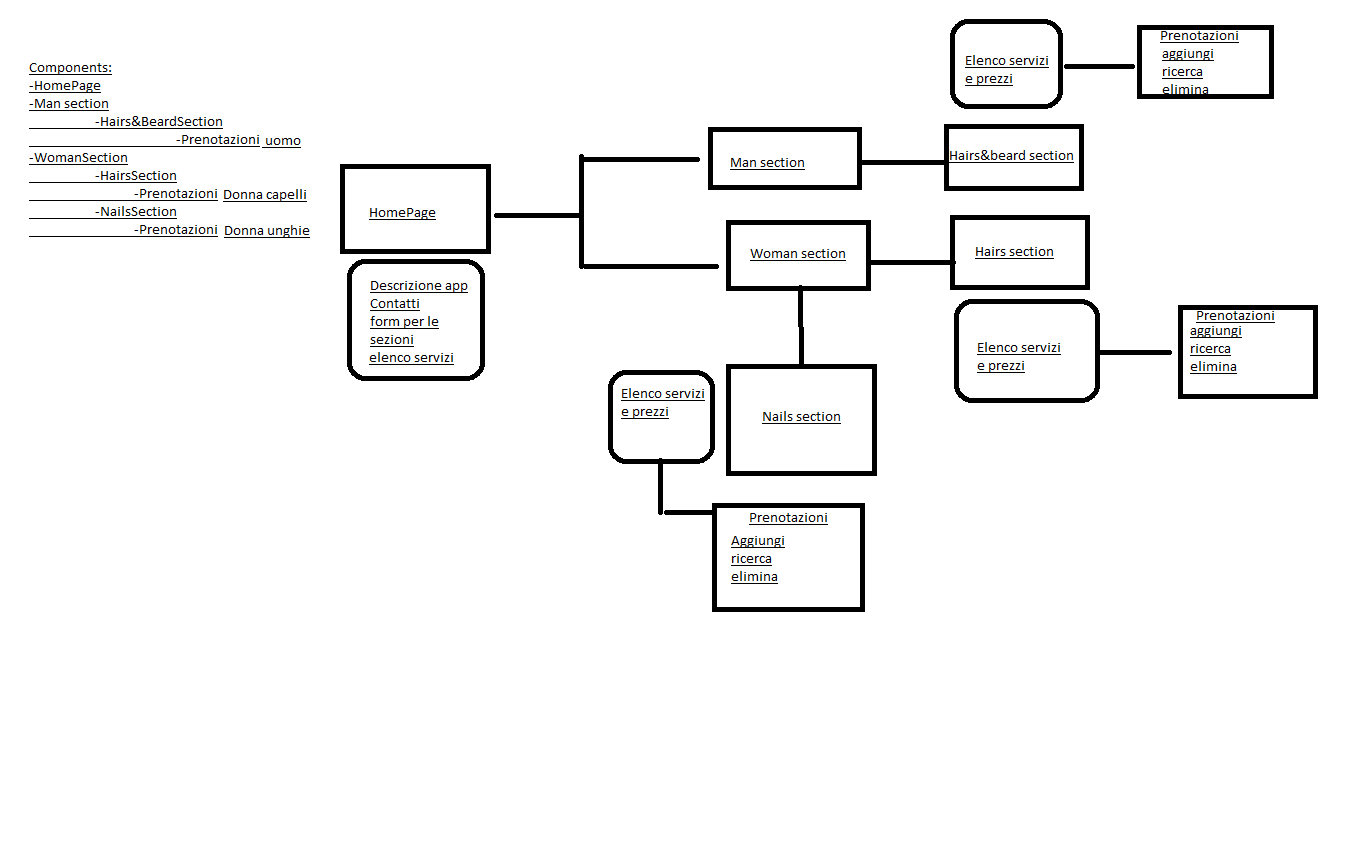 Components:
-HomePage
-Man section
-Hairs&BeardSection
-Prenotazioni uomo
-WomanSection
-HairsSection
-Prenotazioni Donna capelli
-NailsSection
-Prenotazioni Donna unghie
HomePage
Descrizione app
Contatti
form per le
sezioni
elenco servizi
Man section
Hairs&beard section
Elenco servizi
e prezzi
Prenotazioni
aggiungi
ricerca
elimina
Woman section
Hairs section
Elenco servizi
e prezzi
Prenotazioni
aggiungi
ricerca
elimina
Nails section
Elenco servizi
e prezzi
Prenotazioni
Aggiungi
ricerca
elimina